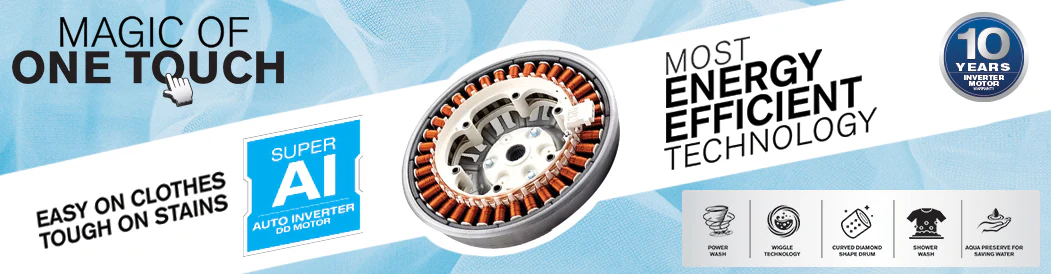 MAGIC OF
ONE TOUCH
EASY ON CLOTHES
TOUGH ON STAINS
SUPER
AI
AUTO INVERTER
DD MOTOR
MOST
ENERGY
EFFICIENT
TECHNOLOGY
10
YEARS
INVERTER
MOTOR
WARRANTY
POWER
WASH
WIGGLE
TECHNOLOGY
CURVED DIAMOND
SHAPE DRUM
SHOWER
WASH
AQUA PRESERVE FOR
SAVING WATER